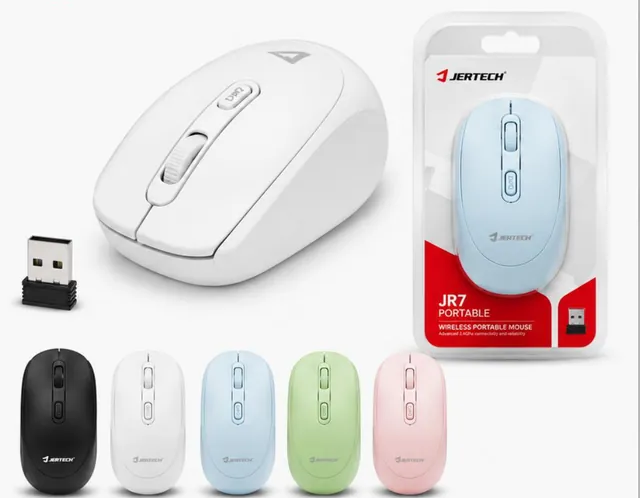 DPI
JERTECH
DPI
JERTECH
JR7
PORTABLE
WIRELESS PORTABLE MOUSE
Advanced 2.4GHz connectivity and reliability
JERTECH
JERTECH
JERTECH
JERTECH
JERTECH